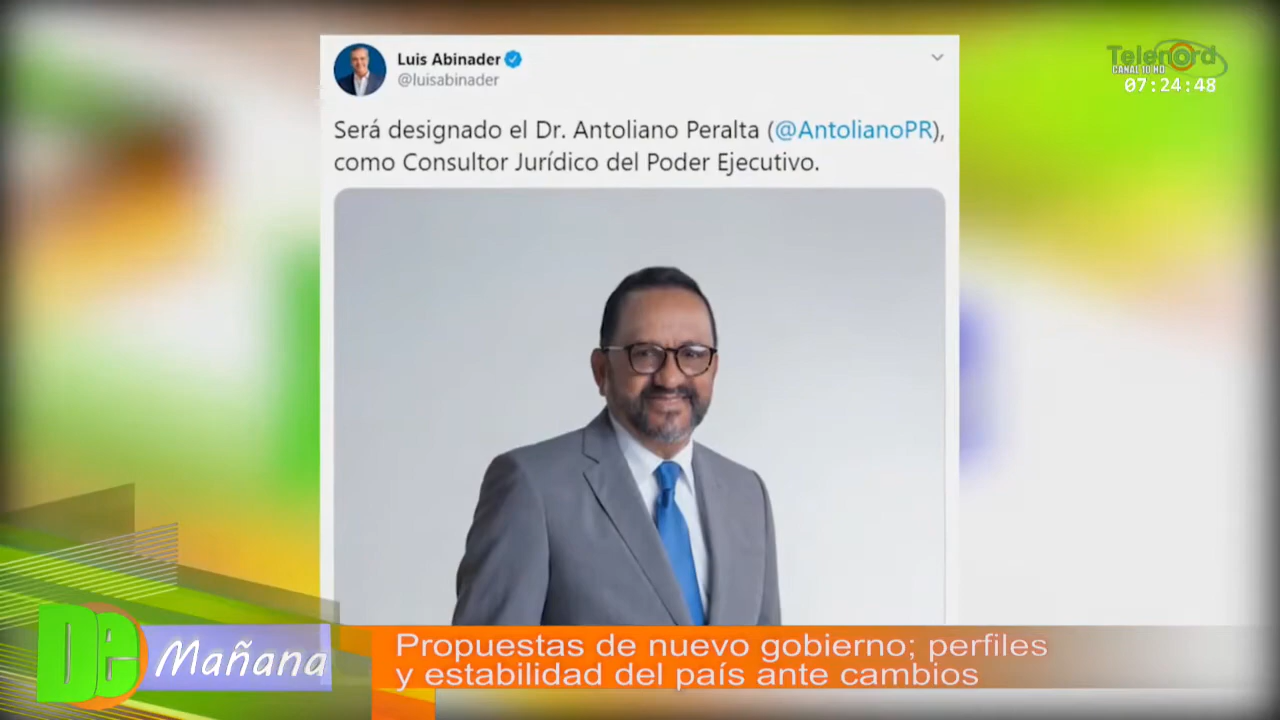 Luis Abinader
@luisabinader
Será designado el Dr. Antoliano Peralta (@AntolianoPR),
como Consultor Jurídico del Poder Ejecutivo.
Telenord
CANAL 10 HD
07:24:48
De Mañana
Propuestas de nuevo gobierno; perfiles
y estabilidad del país ante cambios